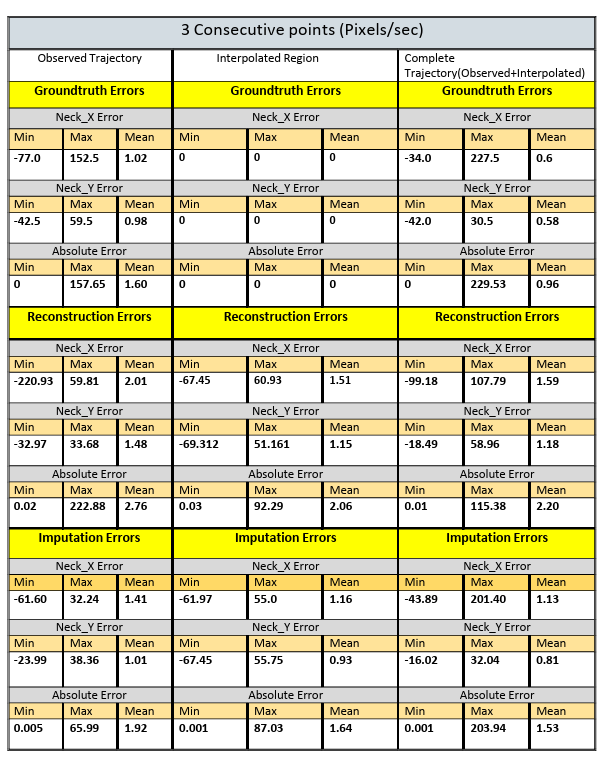 3 Consecutive points (Pixels/sec)
Observed Trajectory Interpolated Region Complete
Trajectory(Observed+Interpolated)
Groundtruth Errors Groundtruth Errors Groundtruth Errors
Neck_X Error Neck_X Error Neck_X Error
Min Max Mean Min Max Mean Min Max Mean
-77.0 152.5 1.02 0 0 0 -34.0 227.5 0.6
Neck_Y Error Neck_Y Error Neck_Y Error
Min Max Mean Min Max Mean Min Max Mean
-42.5 59.5 0.98 0 0 0 -42.0 30.5 0.58
Absolute Error Absolute Error Absolute Error
Min Max Mean Min Max Mean Min Max Mean
0 157.65 1.60 0 0 0 0 229.53 0.96
Reconstruction Errors Reconstruction Errors Reconstruction Errors
Neck_X Error Neck_X Error Neck_X Error
Min Max Mean Min Max Mean Min Max Mean
-220.93 59.81 2.01 -67.45 60.93 1.51 -99.18 107.79 1.59
Neck_Y Error Neck_Y Error Neck_Y Error
Min Max Mean Min Max Mean Min Max Mean
-32.97 33.68 1.48 -69.312 51.161 1.15 -18.49 58.96 1.18
Absolute Error Absolute Error Absolute Error
Min Max Mean Min Max Mean Min Max Mean
0.02 222.88 2.76 0.03 92.29 2.06 0.01 115.38 2.20
Imputation Errors Imputation Errors Imputation Errors
Neck_X Error Neck_X Error Neck_X Error
Min Max Mean Min Max Mean Min Max Mean
-61.60 32.24 1.41 -61.97 55.0 1.16 -43.89 201.40 1.13
Neck_Y Error Neck_Y Error Neck_Y Error
Min Max Mean Min Max Mean Min Max Mean
-23.99 38.36 1.01 -67.45 55.75 0.93 -16.02 32.04 0.81
Absolute Error Absolute Error Absolute Error
Min Max Mean Min Max Mean Min Max Mean
0.005 65.99 1.92 0.001 87.03 1.64 0.001 203.94 1.53